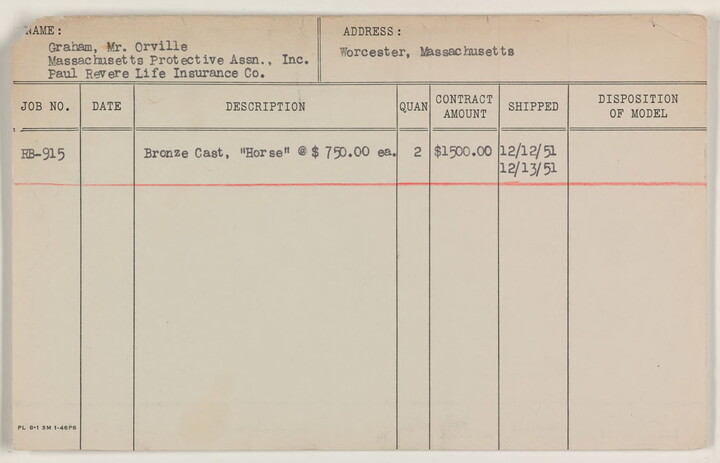 NAME:
Graham, Mr. Orville
Massachusetts Protective Assn., Inc.
Paul Revere Life Insurance Co.
ADDRESS:
Worcester, Massachusetts
JOB NO. DATE DESCRIPTION QUAN CONTRACT AMOUNT SHIPPED DISPOSITION OF MODEL
RB-915 Bronze Cast, "Horse" @ $ 750.00 ea. 2 $1500.00 12/12/51
12/13/51
PL 8-1 3M 1-46PS